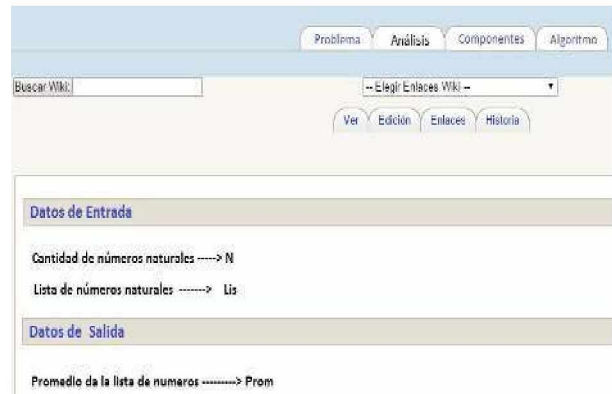 Problema Análisis Componentes Algoritmo
Buscar Wiki: -- Elegir Enlaces Wiki --
Ver Edición Enlaces Historia
Datos de Entrada
Cantidad de números naturales -----> N
Lista de números naturales -------> Lis
Datos de Salida
Promedio da la lista de numeros ---------> Prom